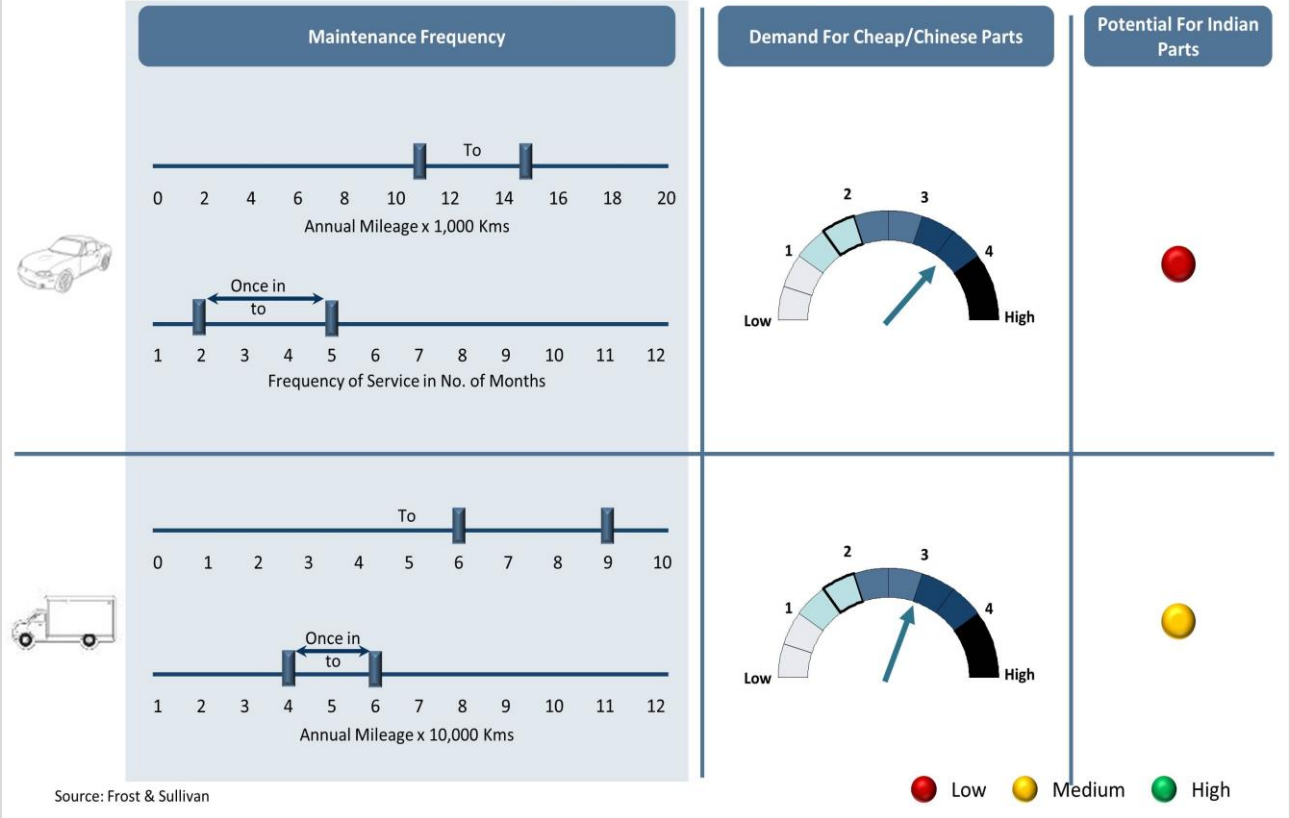 Maintenance Frequency
Demand For Cheap/Chinese Parts
Potential For Indian
Parts
To
0 2 4 6 8 10 12 14 16 18 20
Annual Mileage x 1,000 Kms
Once in
to
1 2 3 4 5 6 7 8 9 10 11 12
Frequency of Service in No. of Months
1
2
3
4
Low
High
To
0 1 2 3 4 5 6 7 8 9 10
Once in
to
1 2 3 4 5 6 7 8 9 10 11 12
Annual Mileage x 10,000 Kms
1
2
3
4
Low
High
Source: Frost & Sullivan
Low Medium High